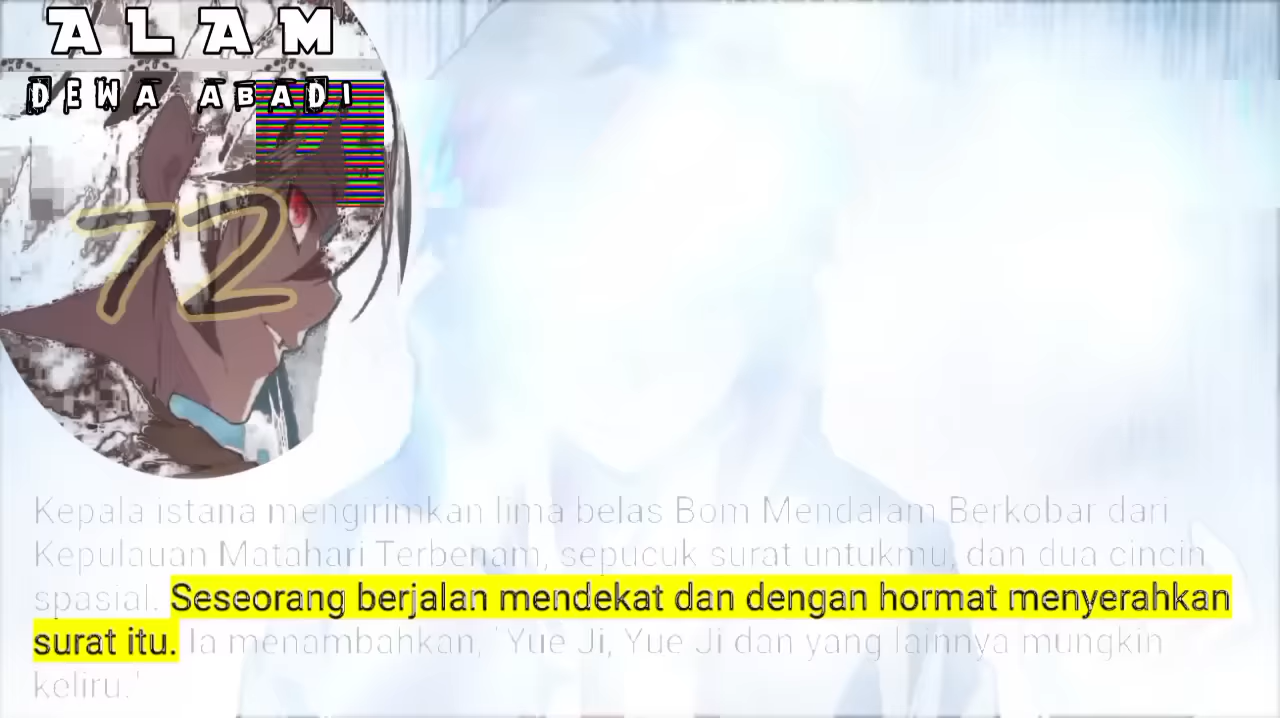 ALAM
DEWA ABADI
72
Kepala istana mengirimkan lima belas Bom Mendalam Berkobar dari
Kepulauan Matahari Terbenam, sepucuk surat untukmu, dan dua cincin
spasial. Seseorang berjalan mendekat dan dengan hormat menyerahkan
surat itu. Ia menambahkan, 'Yue Ji, Yue Ji dan yang lainnya mungkin
keliru.'